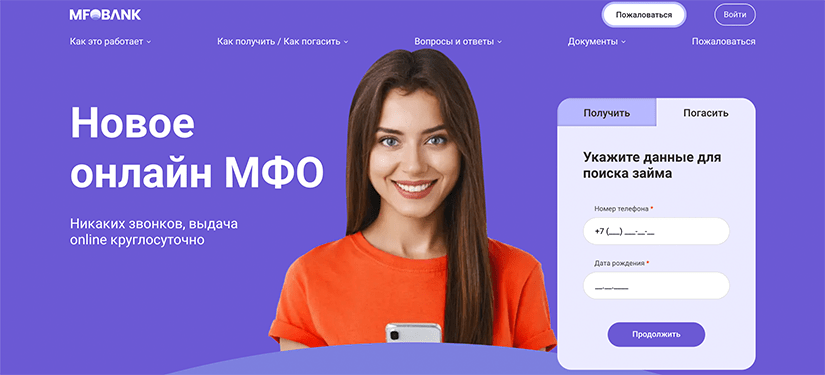 MFOBANK
Пожаловаться
Войти
Как это работает
Как получить / Как погасить
Вопросы и ответы
Документы
Пожаловаться
Новое
онлайн МФО
Никаких звонков, выдача
online круглосуточно
Получить
Погасить
Укажите данные для
поиска займа
Номер телефона *
+7 (___) ___-__-__
Дата рождения *
__.__.____
Продолжить